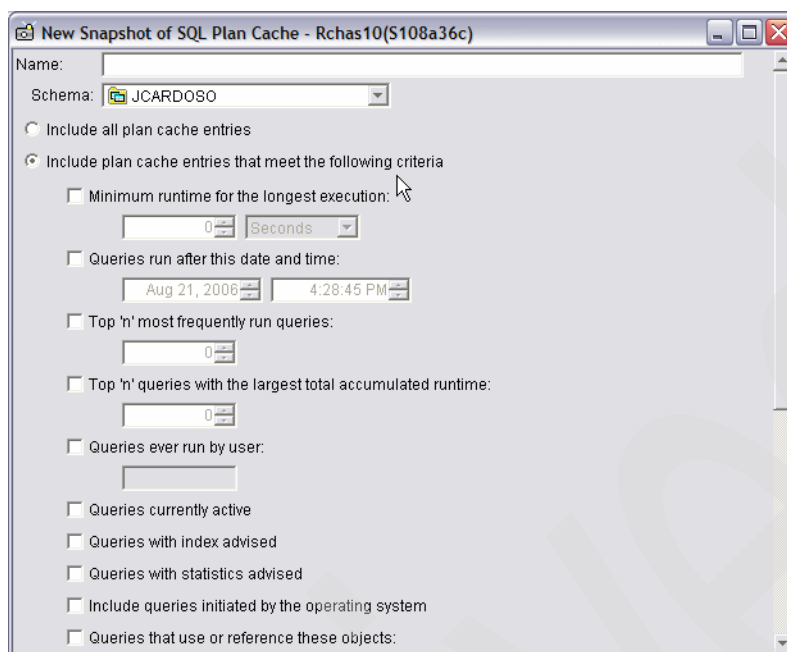 New Snapshot of SQL Plan Cache - Rchas10(S108a36c)
Name:
Schema: JCARDOSO
Include all plan cache entries
Include plan cache entries that meet the following criteria
Minimum runtime for the longest execution:
0 Seconds
Queries run after this date and time:
Aug 21, 2006 4:28:45 PM
Top 'n' most frequently run queries:
0
Top 'n' queries with the largest total accumulated runtime:
0
Queries ever run by user:
Queries currently active
Queries with index advised
Queries with statistics advised
Include queries initiated by the operating system
Queries that use or reference these objects: